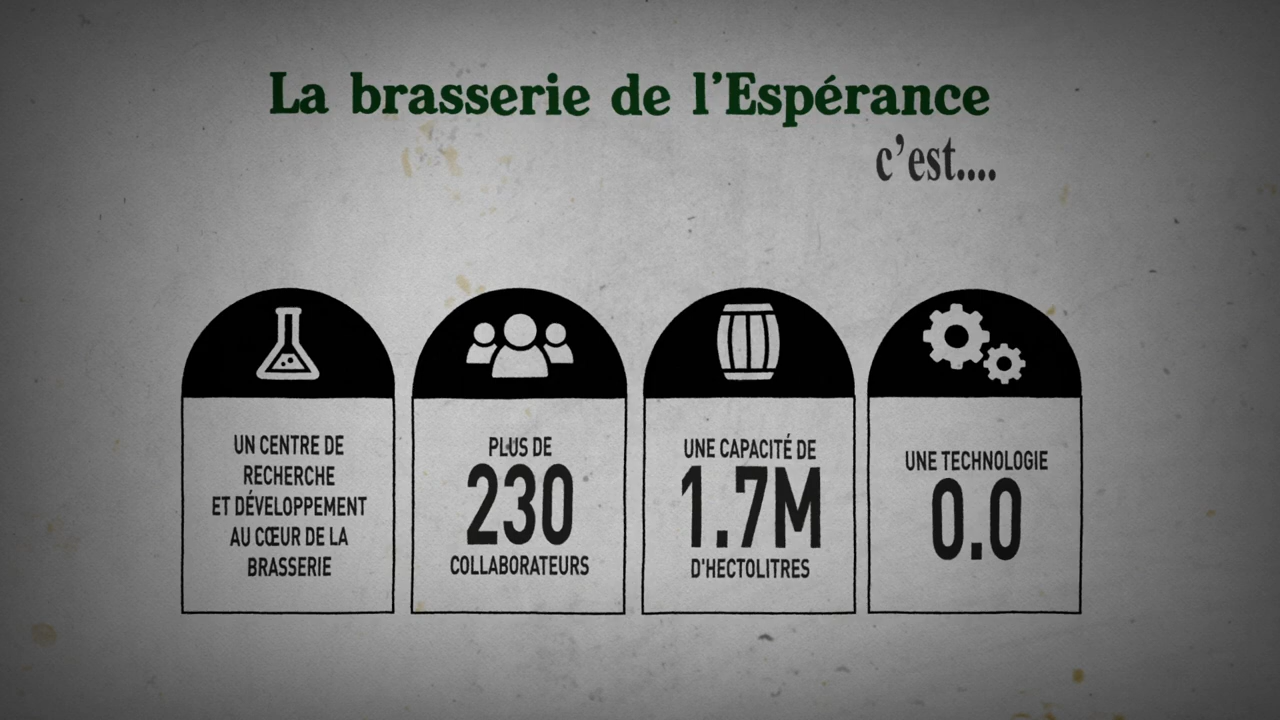 La brasserie de l'Espérance
c'est....
UN CENTRE DE
RECHERCHE
ET DÉVELOPPEMENT
AU CŒUR DE LA
BRASSERIE
PLUS DE
230
COLLABORATEURS
UNE CAPACITÉ DE
1.7M
D'HECTOLITRES
UNE TECHNOLOGIE
0.0